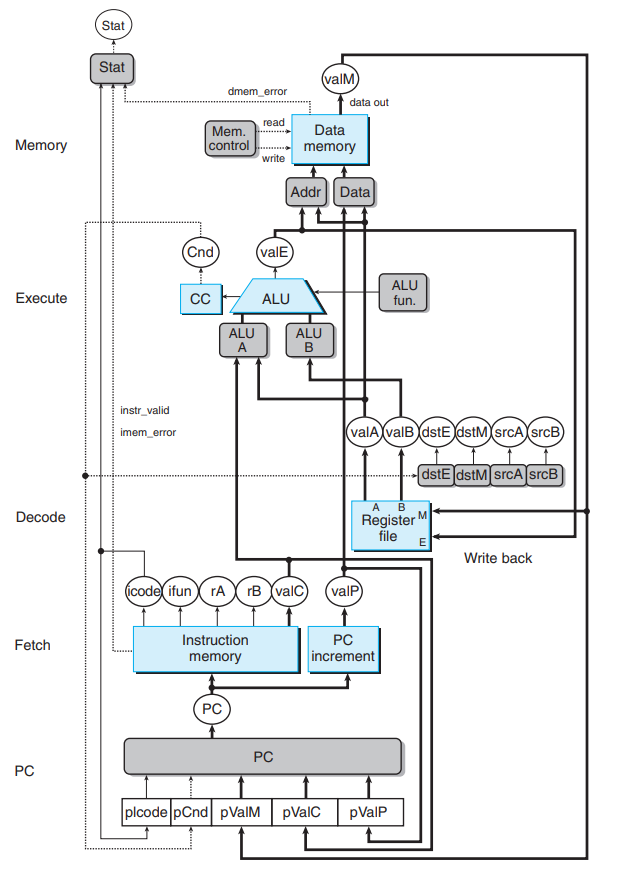 Stat
Stat
valM
dmem_error
data out
Memory
Mem.
control
read
write
Data
memory
Addr
Data
Cnd
valE
Execute
CC
ALU
ALU
fun.
ALU
A
ALU
B
instr_valid
imem_error
valA
valB
dstE
dstM
srcA
srcB
dstE
dstM
srcA
srcB
Decode
A
B
M
Register
file
E
Write back
icode
ifun
rA
rB
valC
valP
Fetch
Instruction
memory
PC
increment
PC
PC
PC
pIcode
pCnd
pValM
pValC
pValP